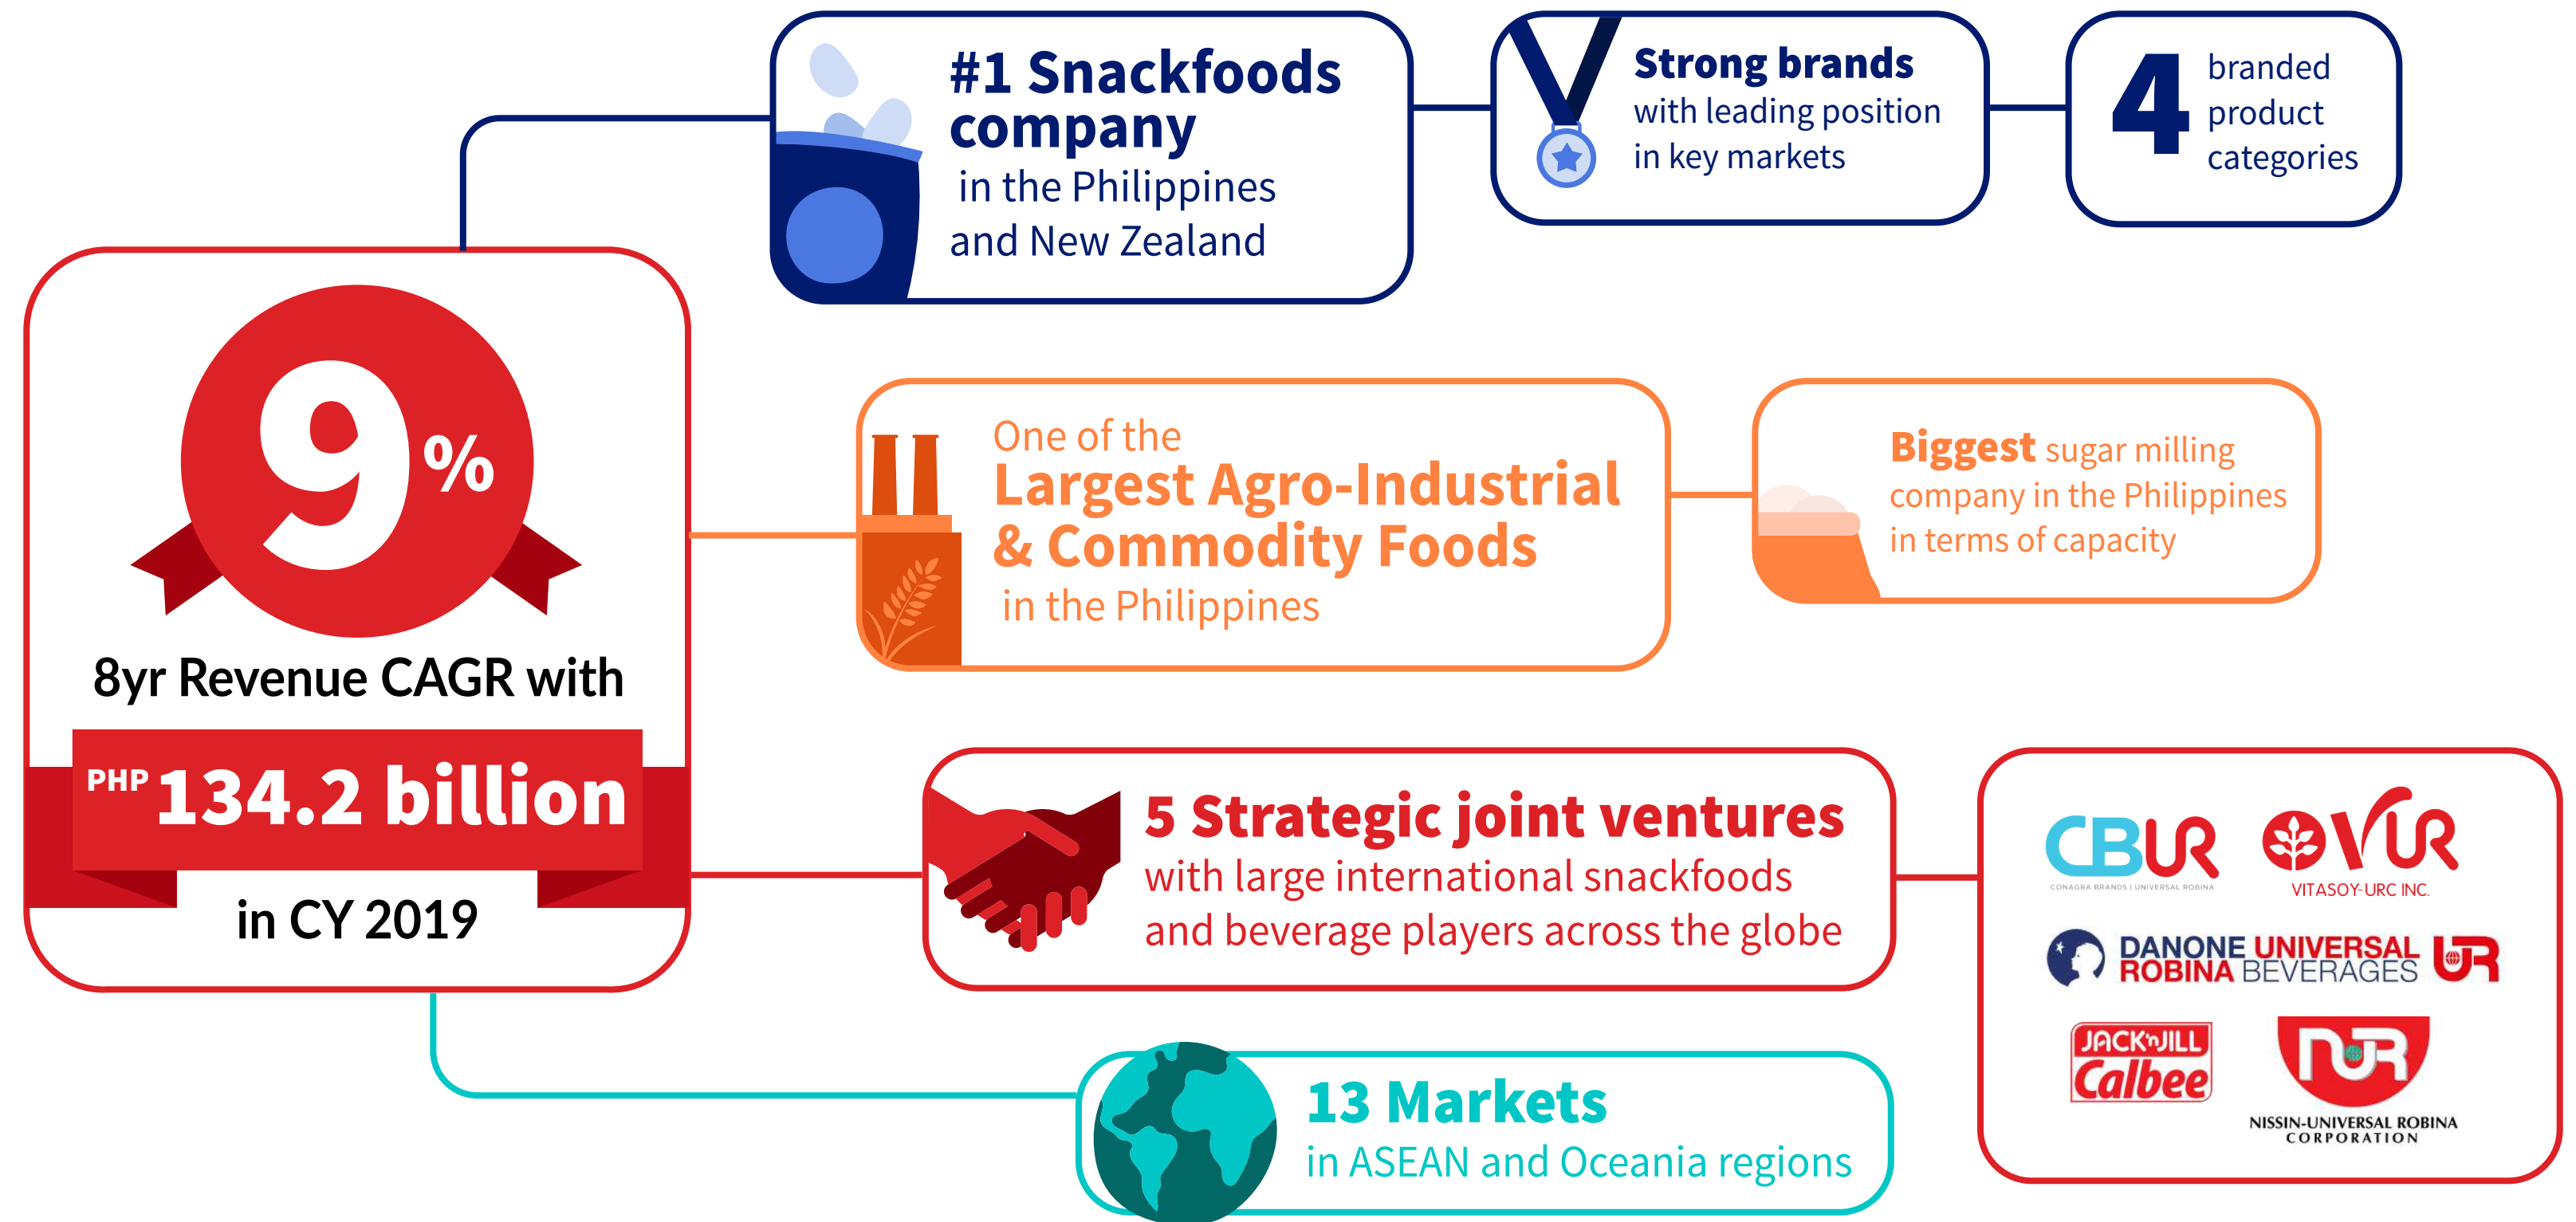 #1 Snackfoods
company
in the Philippines
and New Zealand
Strong brands
with leading position
in key markets
4
branded
product
categories
9%
8yr Revenue CAGR with
PHP 134.2 billion
in CY 2019
One of the
Largest Agro-Industrial
& Commodity Foods
in the Philippines
Biggest sugar milling
company in the Philippines
in terms of capacity
5 Strategic joint ventures
with large international snackfoods
and beverage players across the globe
CBUR
CONAGRA BRANDS | UNIVERSAL ROBINA
VUR
VITASOY-URC INC.
DANONE UNIVERSAL
ROBINA BEVERAGES
UR
JACK'nJILL
Calbee
NUR
NISSIN-UNIVERSAL ROBINA
CORPORATION
13 Markets
in ASEAN and Oceania regions